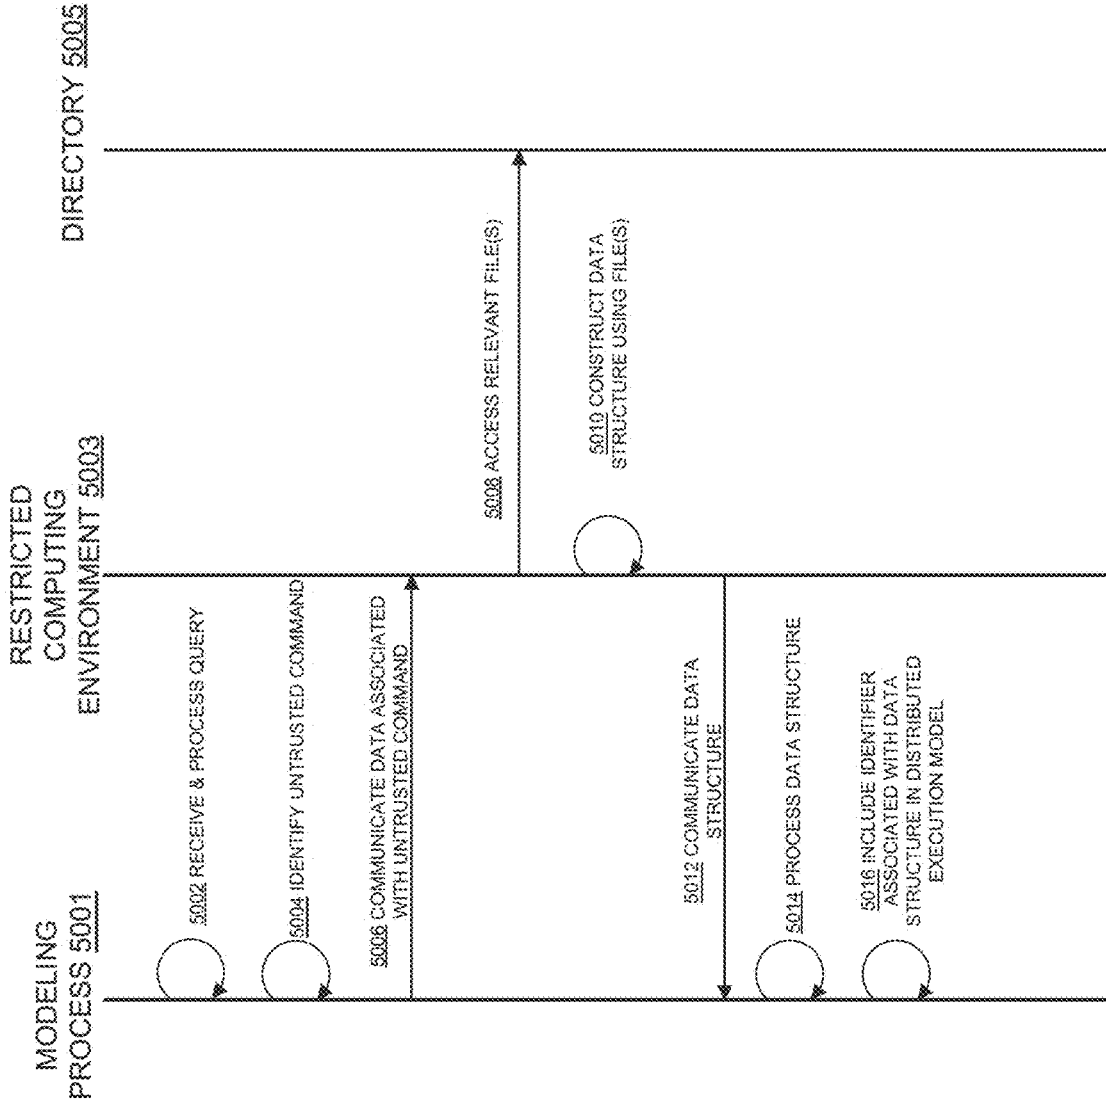 MODELING
PROCESS 5001
RESTRICTED
COMPUTING
ENVIRONMENT 5003
DIRECTORY 5005
5002 RECEIVE & PROCESS QUERY
5004 IDENTIFY UNTRUSTED COMMAND
5006 COMMUNICATE DATA ASSOCIATED
WITH UNTRUSTED COMMAND
5008 ACCESS RELEVANT FILE(S)
5010 CONSTRUCT DATA
STRUCTURE USING FILE(S)
5012 COMMUNICATE DATA
STRUCTURE
5014 PROCESS DATA STRUCTURE
5016 INCLUDE IDENTIFIER
ASSOCIATED WITH DATA
STRUCTURE IN DISTRIBUTED
EXECUTION MODEL